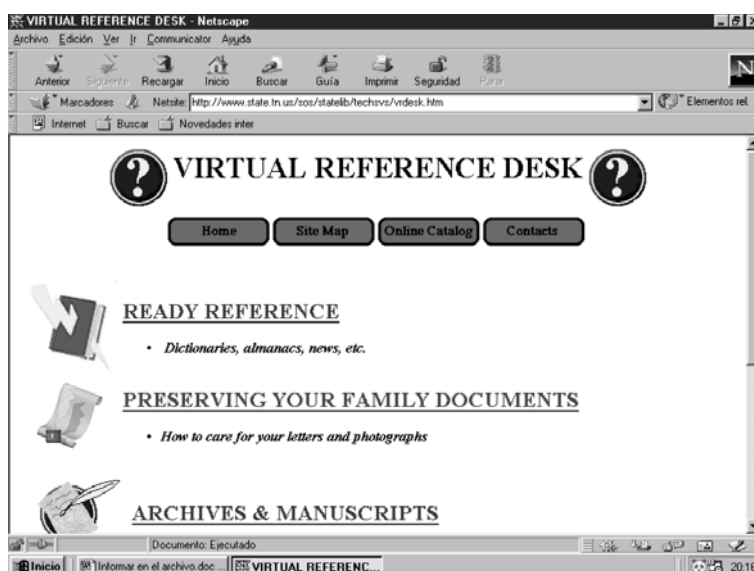 VIRTUAL REFERENCE DESK - Netscape
Archivo Edición Ver Ir Communicator Ayuda
Anterior Siguiente Recargar Inicio Buscar Guía Imprimir Seguridad Parar
N
Marcadores Netsite: http://www.state.tn.us/sos/statelib/techsvs/vrdesk.htm Elementos rel.
Internet Buscar Novedades inter
? VIRTUAL REFERENCE DESK ?
Home Site Map Online Catalog Contacts
READY REFERENCE
• Dictionaries, almanacs, news, etc.
PRESERVING YOUR FAMILY DOCUMENTS
• How to care for your letters and photographs
ARCHIVES & MANUSCRIPTS
Documento: Ejecutado
Inicio Informar en el archivo.doc ... VIRTUAL REFERENC...